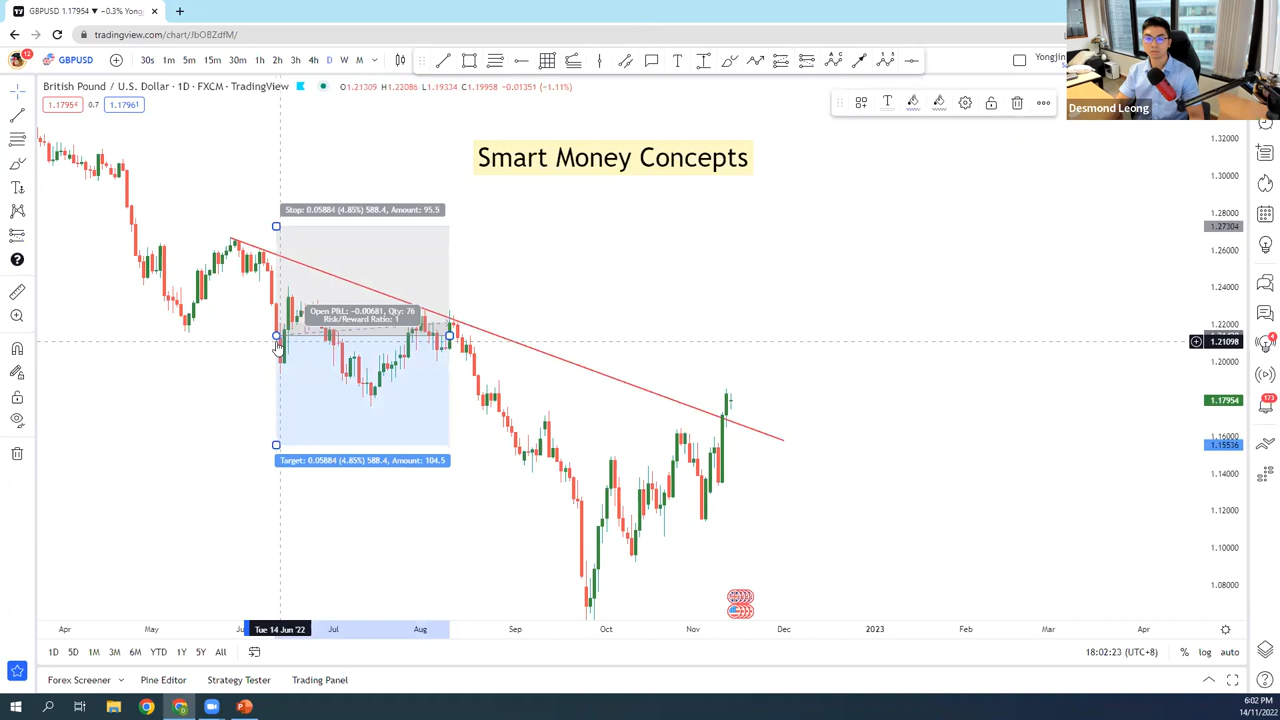 GBPUSD 1.17954 ▼ −0.3% Yong
tradingview.com/chart/JbOBZdfM/
12
GBPUSD
30s 1m 5m 15m 30m 1h 2h 3h 4h D W M
Yongjin
British Pound / U.S. Dollar · 1D · FXCM · TradingView
O1.21309 H1.22086 L1.19334 C1.19958 −0.01351 (−1.11%)
1.17954 0.7 1.17961
Desmond Leong
Smart Money Concepts
Stop: 0.05884 (4.85%) 588.4, Amount: 95.5
Open P&L: −0.00681, Qty: 76
Risk/Reward Ratio: 1
Target: 0.05884 (4.85%) 588.4, Amount: 104.5
1.32000
1.30000
1.28000
1.27304
1.26000
1.24000
1.22000
1.21098
1.20000
1.17954
1.16000
1.15536
1.14000
1.12000
1.10000
1.08000
4
173
Apr May Tue 14 Jun '22 Jul Aug Sep Oct Nov Dec 2023 Feb Mar Apr
1D 5D 1M 3M 6M YTD 1Y 5Y All
18:02:23 (UTC+8) % log auto
Forex Screener Pine Editor Strategy Tester Trading Panel
6:02 PM
14/11/2022